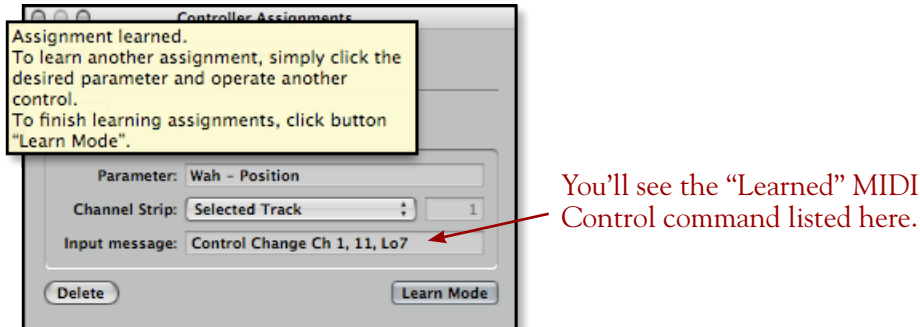 Controller Assignments
Assignment learned.
To learn another assignment, simply click the
desired parameter and operate another
control.
To finish learning assignments, click button
"Learn Mode".
Parameter: Wah – Position
Channel Strip: Selected Track 1
Input message: Control Change Ch 1, 11, Lo7
Delete Learn Mode
You'll see the “Learned” MIDI
Control command listed here.